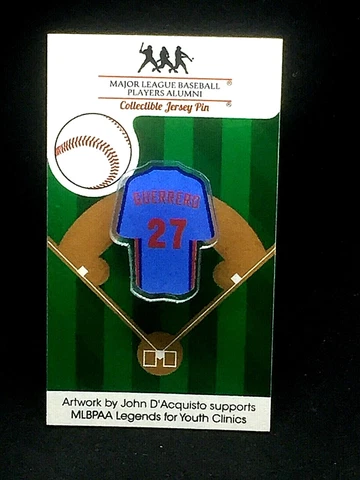 MAJOR LEAGUE BASEBALL ®
PLAYERS ALUMNI
Collectible Jersey Pin ®
GUERRERO
27
Artwork by John D'Acquisto supports
MLBPAA Legends for Youth Clinics